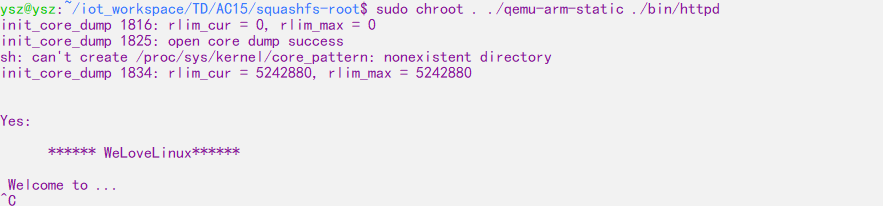 ysz@ysz:~/iot_workspace/TD/AC15/squashfs-root$ sudo chroot . ./qemu-arm-static ./bin/httpd
init_core_dump 1816: rlim_cur = 0, rlim_max = 0
init_core_dump 1825: open core dump success
sh: can't create /proc/sys/kernel/core_pattern: nonexistent directory
init_core_dump 1834: rlim_cur = 5242880, rlim_max = 5242880
Yes:
****** WeLoveLinux******
Welcome to ...
^C